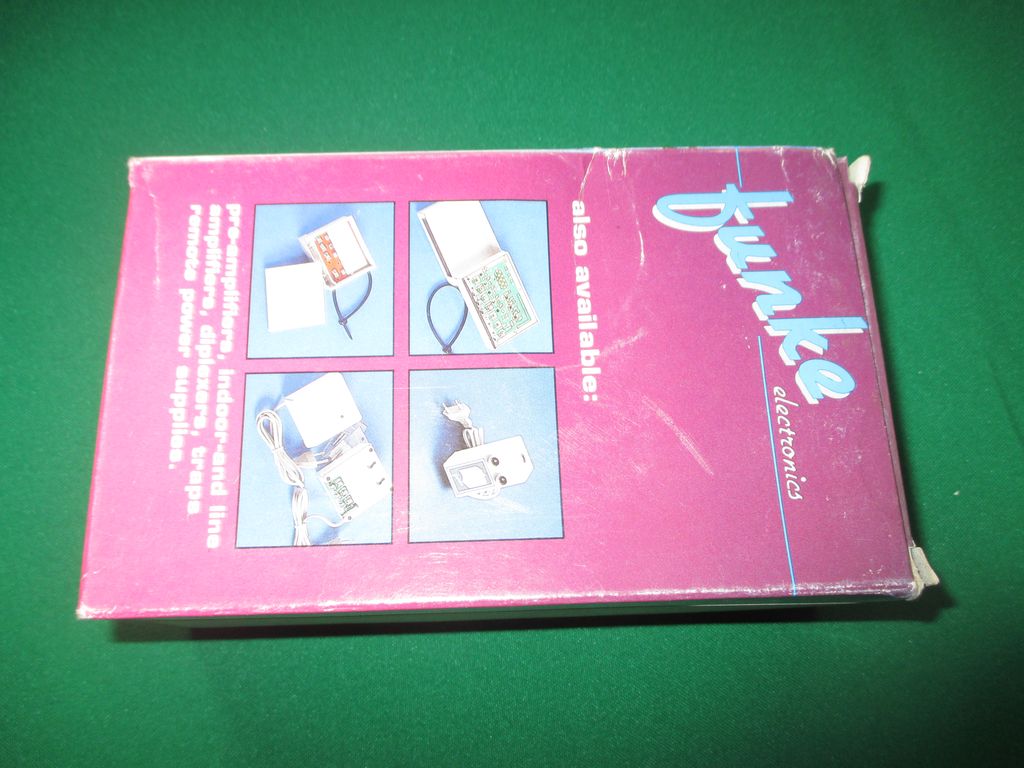 funke
electronics
also available:
pre-amplifiers, indoor-and line
amplifiers, diplexers, traps
remote power supplies.